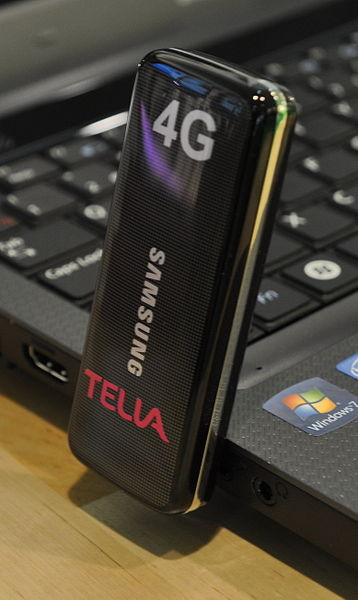 4G
SAMSUNG
TELIA
Caps Lock
Fn
X
Windows 7